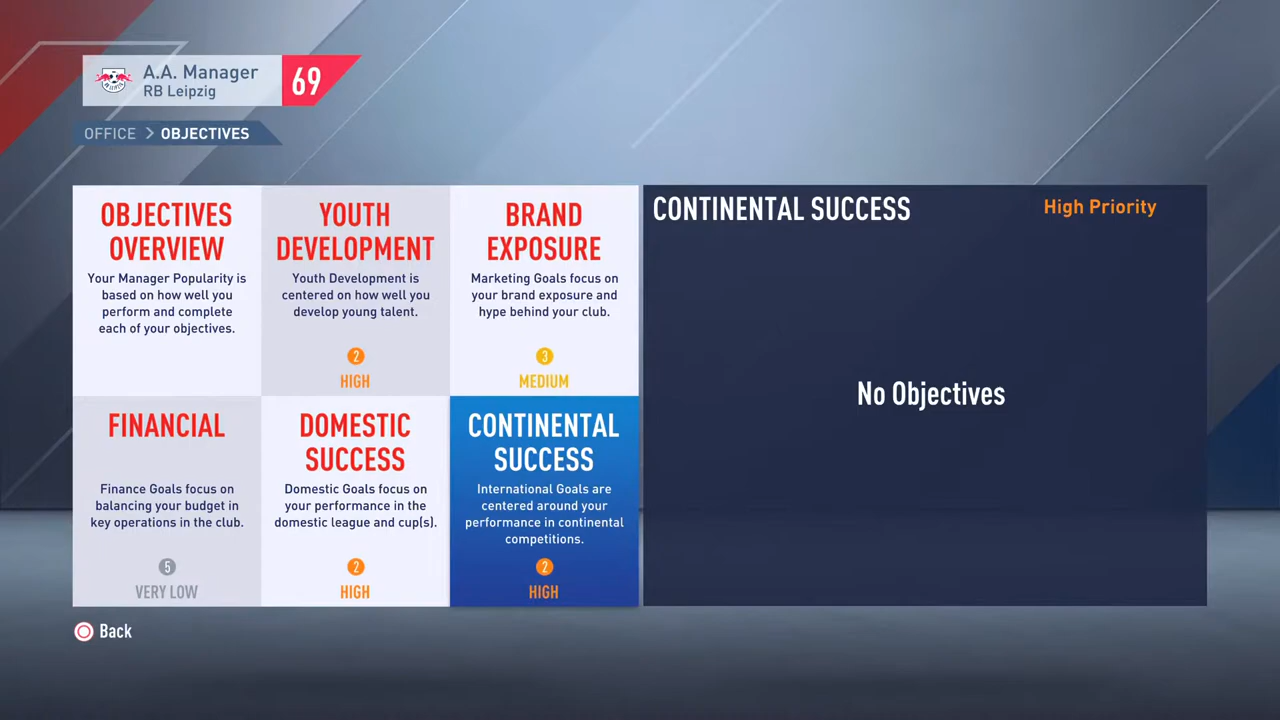 A.A. Manager
RB Leipzig
69
OFFICE > OBJECTIVES
OBJECTIVES
OVERVIEW
Your Manager Popularity is
based on how well you
perform and complete
each of your objectives.
YOUTH
DEVELOPMENT
Youth Development is
centered on how well you
develop young talent.
2
HIGH
BRAND
EXPOSURE
Marketing Goals focus on
your brand exposure and
hype behind your club.
3
MEDIUM
FINANCIAL
Finance Goals focus on
balancing your budget in
key operations in the club.
5
VERY LOW
DOMESTIC
SUCCESS
Domestic Goals focus on
your performance in the
domestic league and cup(s).
2
HIGH
CONTINENTAL
SUCCESS
International Goals are
centered around your
performance in continental
competitions.
2
HIGH
CONTINENTAL SUCCESS
High Priority
No Objectives
Back